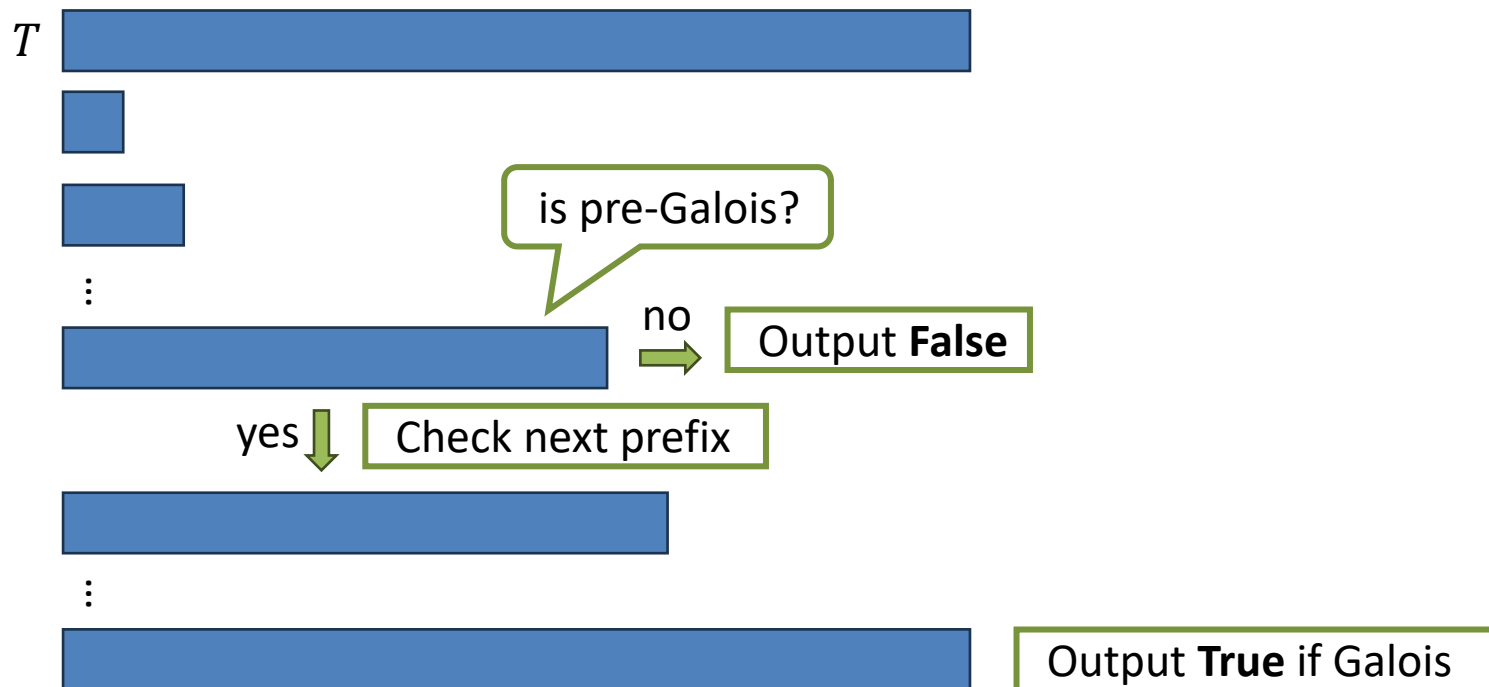 T
is pre-Galois?
⋮
no
Output False
yes
Check next prefix
⋮
Output True if Galois